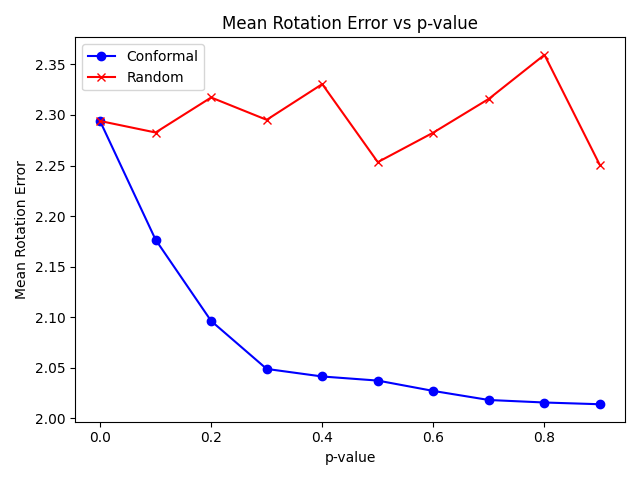 Mean Rotation Error vs p-value
Conformal
Random
Mean Rotation Error
2.35
2.30
2.25
2.20
2.15
2.10
2.05
2.00
0.0
0.2
0.4
0.6
0.8
p-value